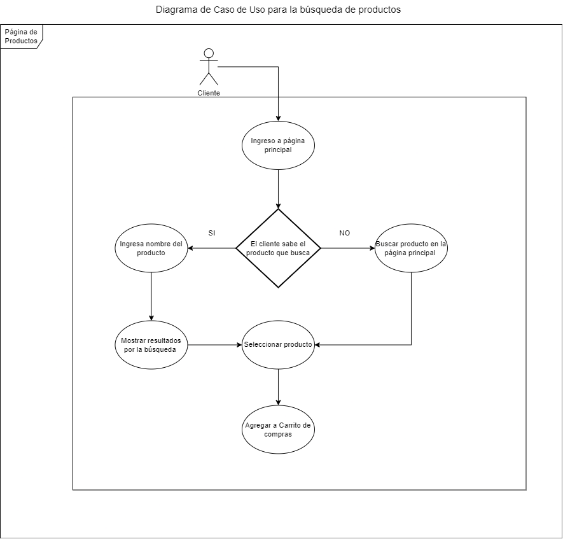 Diagrama de Caso de Uso para la búsqueda de productos
Página de
Productos
Cliente
Ingreso a página
principal
SI
NO
Ingresa nombre del
producto
El cliente sabe el
producto que busca
Buscar producto en la
página principal
Mostrar resultados
por la búsqueda
Seleccionar producto
Agregar a Carrito de
compras